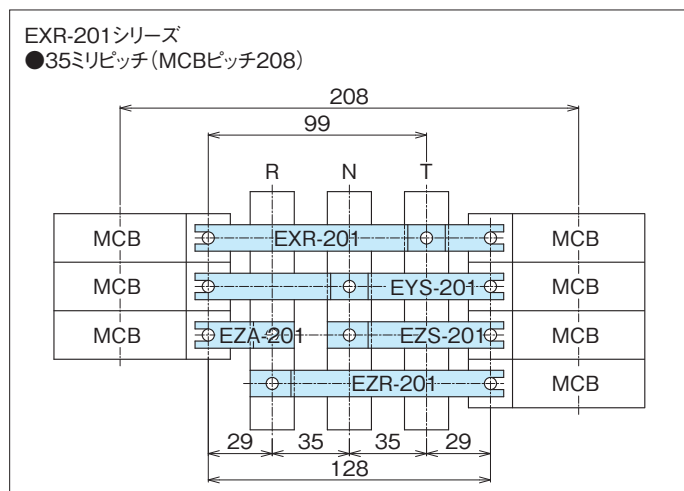 EXR-201シリーズ
●35ミリピッチ（MCBピッチ208）
208
99
R N T
MCB EXR-201 MCB
MCB EYS-201 MCB
MCB EZA-201 EZS-201 MCB
EZR-201 MCB
29 35 35 29
128